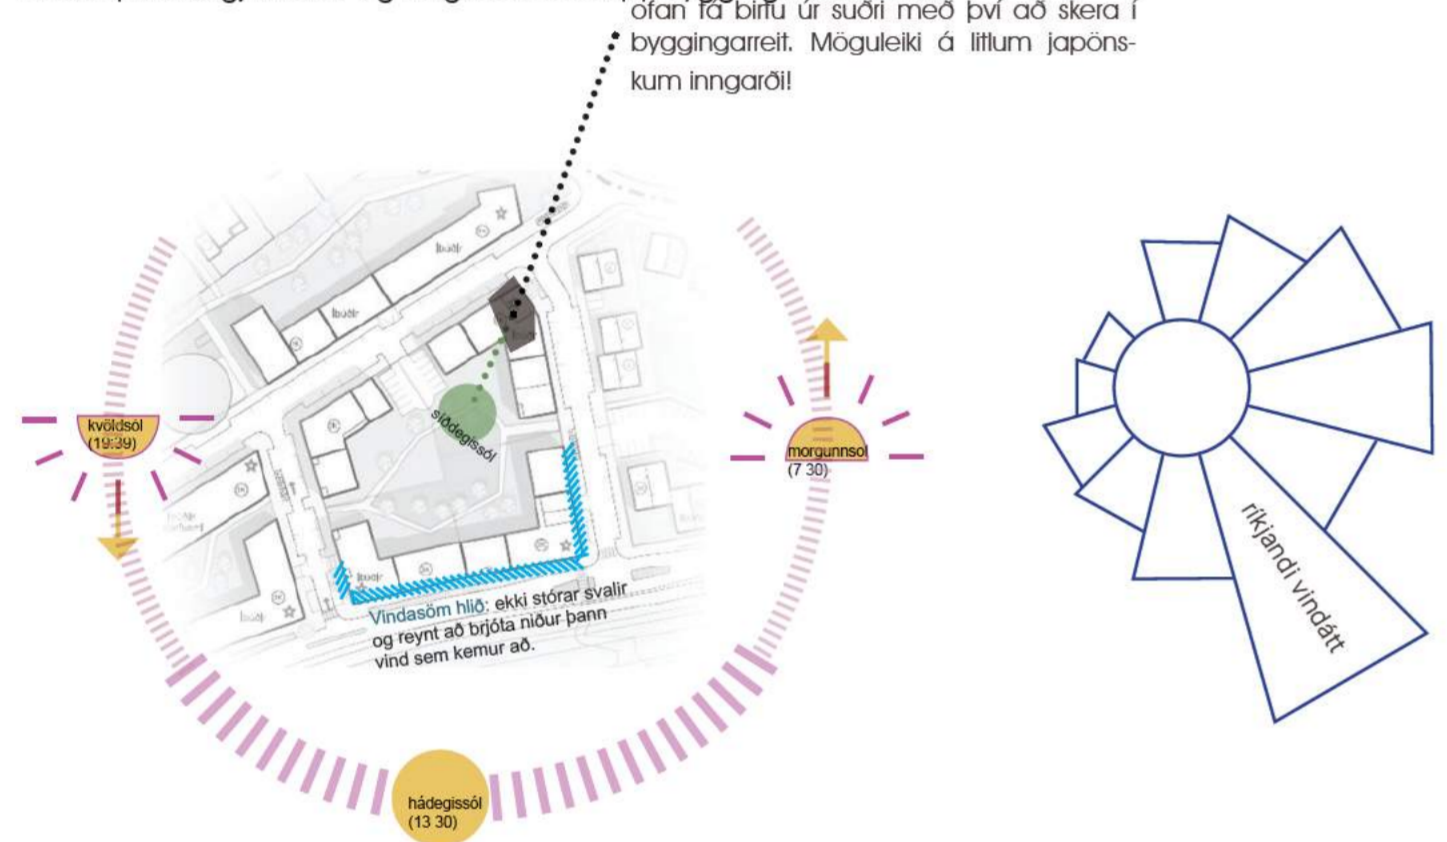 ofan fá birtu úr suðri með því að skera í
byggingarreit. Möguleiki á litlum japöns-
kum inngarði!
Íbúðir
Íbúðir
síðdegissól
kvöldsól
(19:39)
morgunnsol
(7 30)
Íbúðir
Vindasöm hlið: ekki stórar svalir
og reynt að brjóta niður þann
vind sem kemur að.
hádegissól
(13 30)
ríkjandi vindátt